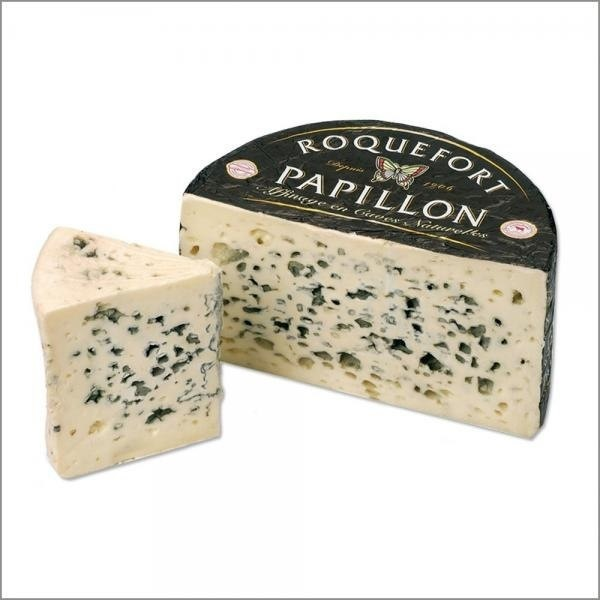 ROQUEFORT
Depuis 1906
PAPILLON
Affinage en Caves Naturelles